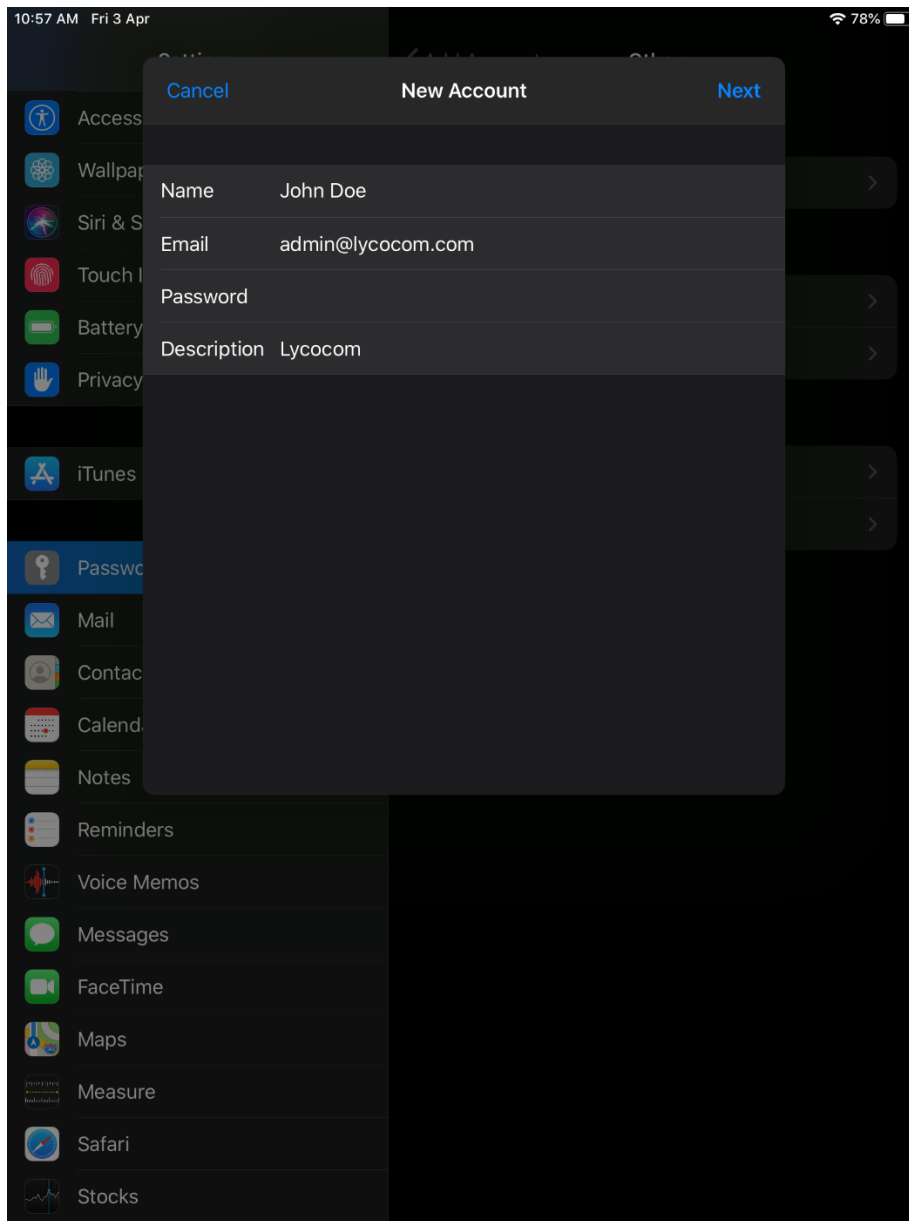 10:57 AM Fri 3 Apr
78%
Cancel
New Account
Next
Name John Doe
Email admin@lycocom.com
Password
Description Lycocom
Access
Wallpap
Siri & S
Touch I
Battery
Privacy
iTunes
Passwo
Mail
Contac
Calend
Notes
Reminders
Voice Memos
Messages
FaceTime
Maps
Measure
Safari
Stocks